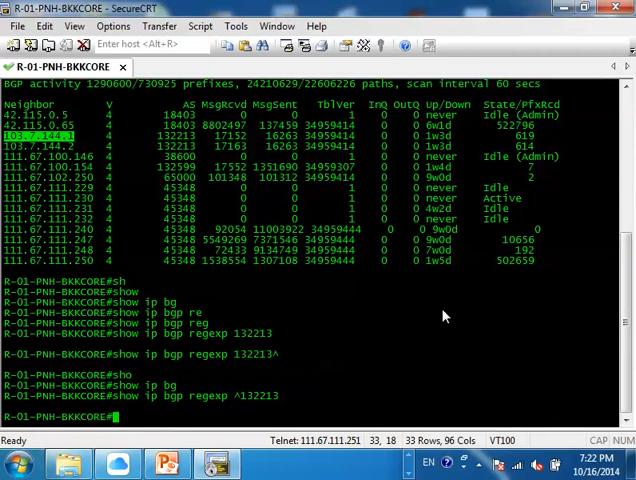 R-01-PNH-BKKCORE - SecureCRT
File Edit View Options Transfer Script Tools Window Help
Enter host <Alt+R>
R-01-PNH-BKKCORE
BGP activity 1290600/730925 prefixes, 24210629/22606226 paths, scan interval 60 secs
Neighbor V AS MsgRcvd MsgSent TblVer InQ OutQ Up/Down State/PfxRcd
42.115.0.5 4 18403 0 0 1 0 0 never Idle (Admin)
42.115.0.65 4 18403 8802497 137459 34959414 0 0 6w1d 522796
103.7.144.1 4 132213 17152 16263 34959414 0 0 1w3d 619
103.7.144.2 4 132213 17163 16263 34959414 0 0 1w3d 614
111.67.100.146 4 38600 0 0 1 0 0 never Idle (Admin)
111.67.100.154 4 132599 17552 1351690 34959307 0 0 1w4d 7
111.67.102.250 4 65000 101348 101312 34959414 0 0 9w0d 2
111.67.111.229 4 45348 0 0 1 0 0 never Idle
111.67.111.230 4 45348 0 0 1 0 0 never Active
111.67.111.231 4 45348 0 0 1 0 0 4w2d Idle
111.67.111.232 4 45348 0 0 1 0 0 never Idle
111.67.111.240 4 45348 92054 11003922 34959444 0 0 9w0d 0
111.67.111.247 4 45348 5549269 7371546 34959444 0 0 9w0d 10656
111.67.111.248 4 45348 72433 9134749 34959444 0 0 7w0d 192
111.67.111.250 4 45348 1538554 1307108 34959444 0 0 1w5d 502659
R-01-PNH-BKKCORE#sh
R-01-PNH-BKKCORE#show
R-01-PNH-BKKCORE#show ip bg
R-01-PNH-BKKCORE#show ip bgp re
R-01-PNH-BKKCORE#show ip bgp reg
R-01-PNH-BKKCORE#show ip bgp regexp 132213
R-01-PNH-BKKCORE#show ip bgp regexp 132213^
R-01-PNH-BKKCORE#sho
R-01-PNH-BKKCORE#show ip bg
R-01-PNH-BKKCORE#show ip bgp regexp ^132213
R-01-PNH-BKKCORE#
Ready Telnet: 111.67.111.251 33, 18 33 Rows, 96 Cols VT100 CAP NUM
EN 7:22 PM
10/16/2014